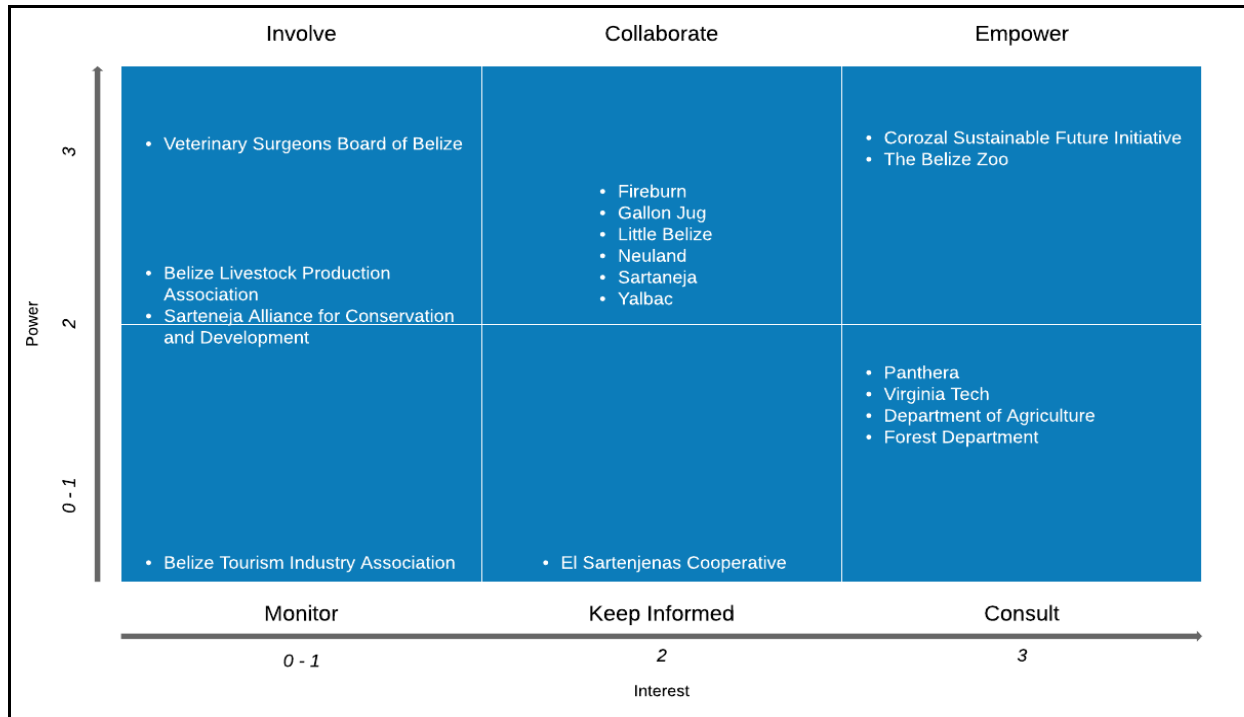 Involve
Collaborate
Empower
Power
3
2
0 - 1
• Veterinary Surgeons Board of Belize
• Belize Livestock Production
Association
• Sarteneja Alliance for Conservation
and Development
• Fireburn
• Gallon Jug
• Little Belize
• Neuland
• Sartaneja
• Yalbac
• Corozal Sustainable Future Initiative
• The Belize Zoo
• Belize Tourism Industry Association
• El Sartenjenas Cooperative
• Panthera
• Virginia Tech
• Department of Agriculture
• Forest Department
Monitor
Keep Informed
Consult
0 - 1
2
3
Interest